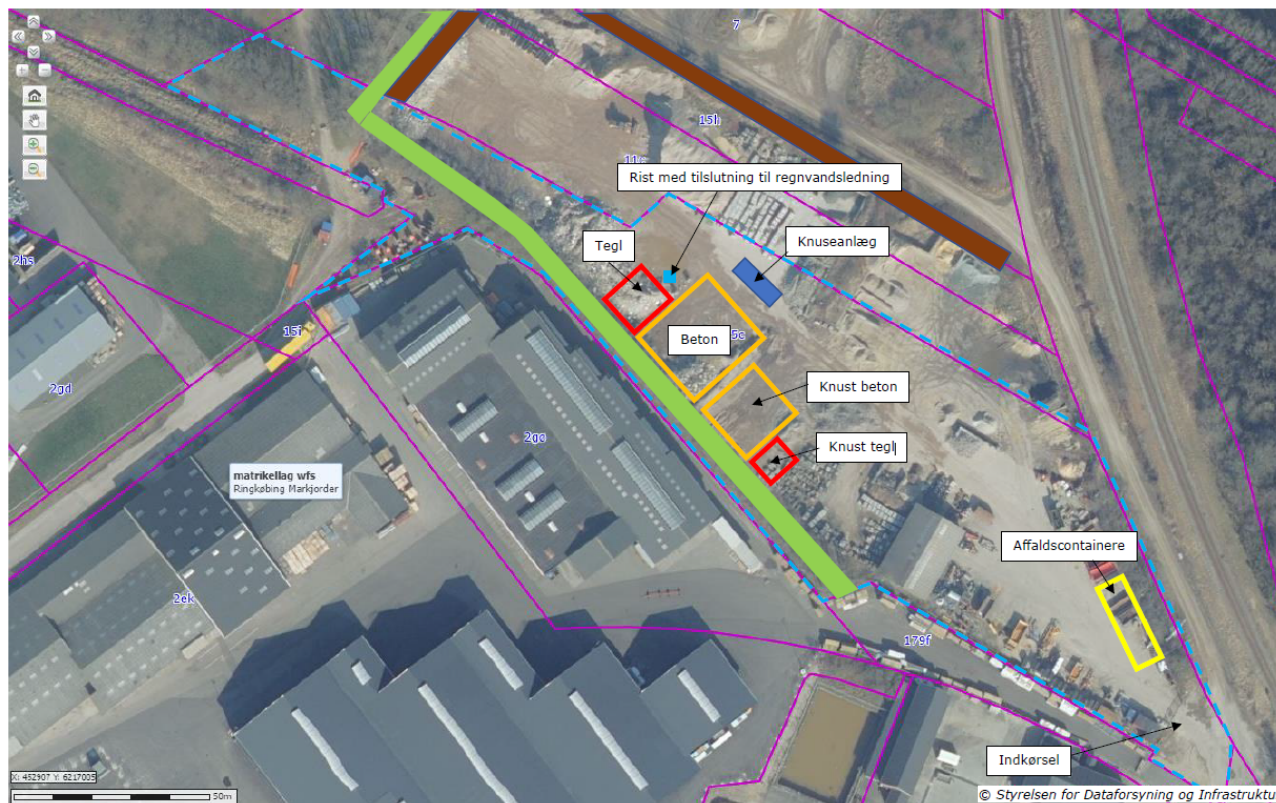 7
15h
11c
Rist med tilslutning til regnvandsledning
Tegl
Knuseanlæg
2hs
15i
Beton
5c
2gd
Knust beton
2gc
Knust tegl
matrikellag wfs
Ringkøbing Markjorder
Affaldscontainere
2ek
179f
Indkørsel
X: 452907 Y: 6217005
50m
© Styrelsen for Dataforsyning og Infrastruktu